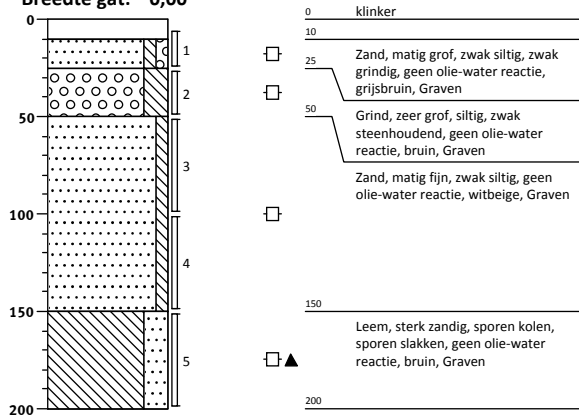 Breedte gat: 0,00
0
50
100
150
200
1
2
3
4
5
0 klinker
10
Zand, matig grof, zwak siltig, zwak
25 grindig, geen olie-water reactie,
grijsbruin, Graven
50 Grind, zeer grof, siltig, zwak
steenhoudend, geen olie-water
reactie, bruin, Graven
Zand, matig fijn, zwak siltig, geen
olie-water reactie, witbeige, Graven
150
Leem, sterk zandig, sporen kolen,
sporen slakken, geen olie-water
reactie, bruin, Graven
200